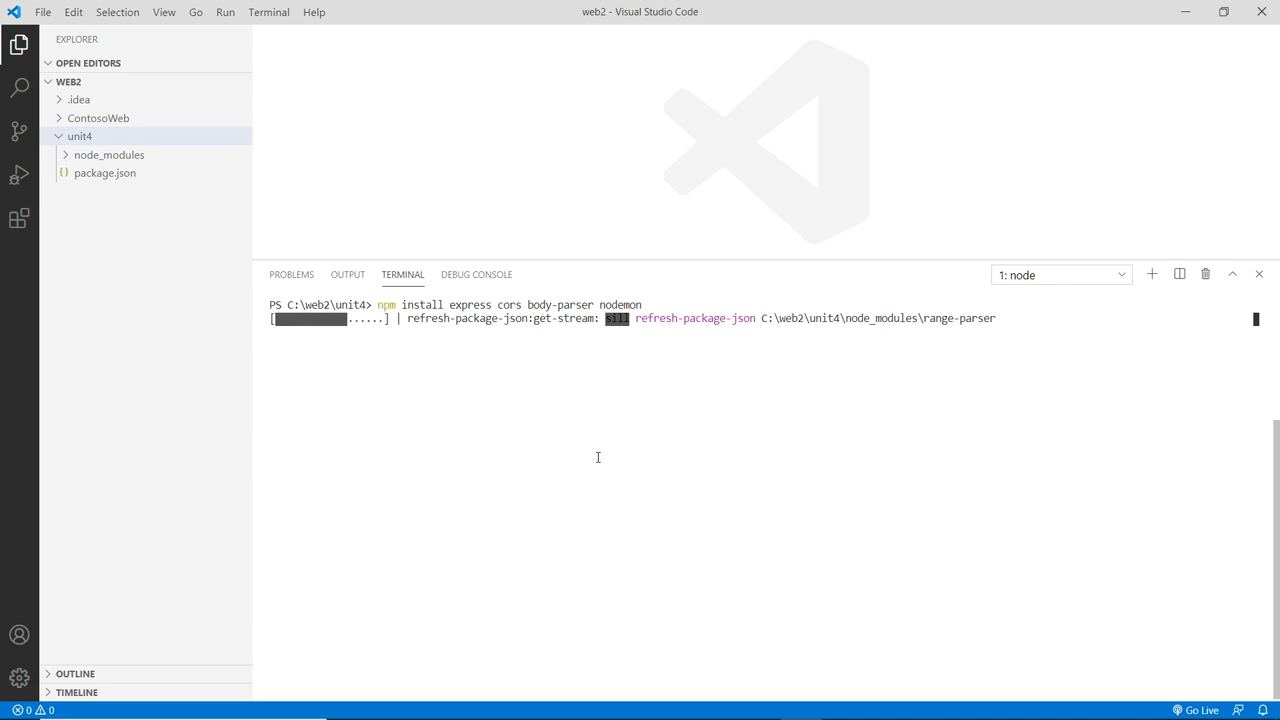 File Edit Selection View Go Run Terminal Help web2 - Visual Studio Code
EXPLORER
OPEN EDITORS
WEB2
.idea
ContosoWeb
unit4
node_modules
{} package.json
PROBLEMS OUTPUT TERMINAL DEBUG CONSOLE 1: node
PS C:\web2\unit4> npm install express cors body-parser nodemon
[ ......] | refresh-package-json:get-stream: sill refresh-package-json C:\web2\unit4\node_modules\range-parser
OUTLINE
TIMELINE
0 0 Go Live